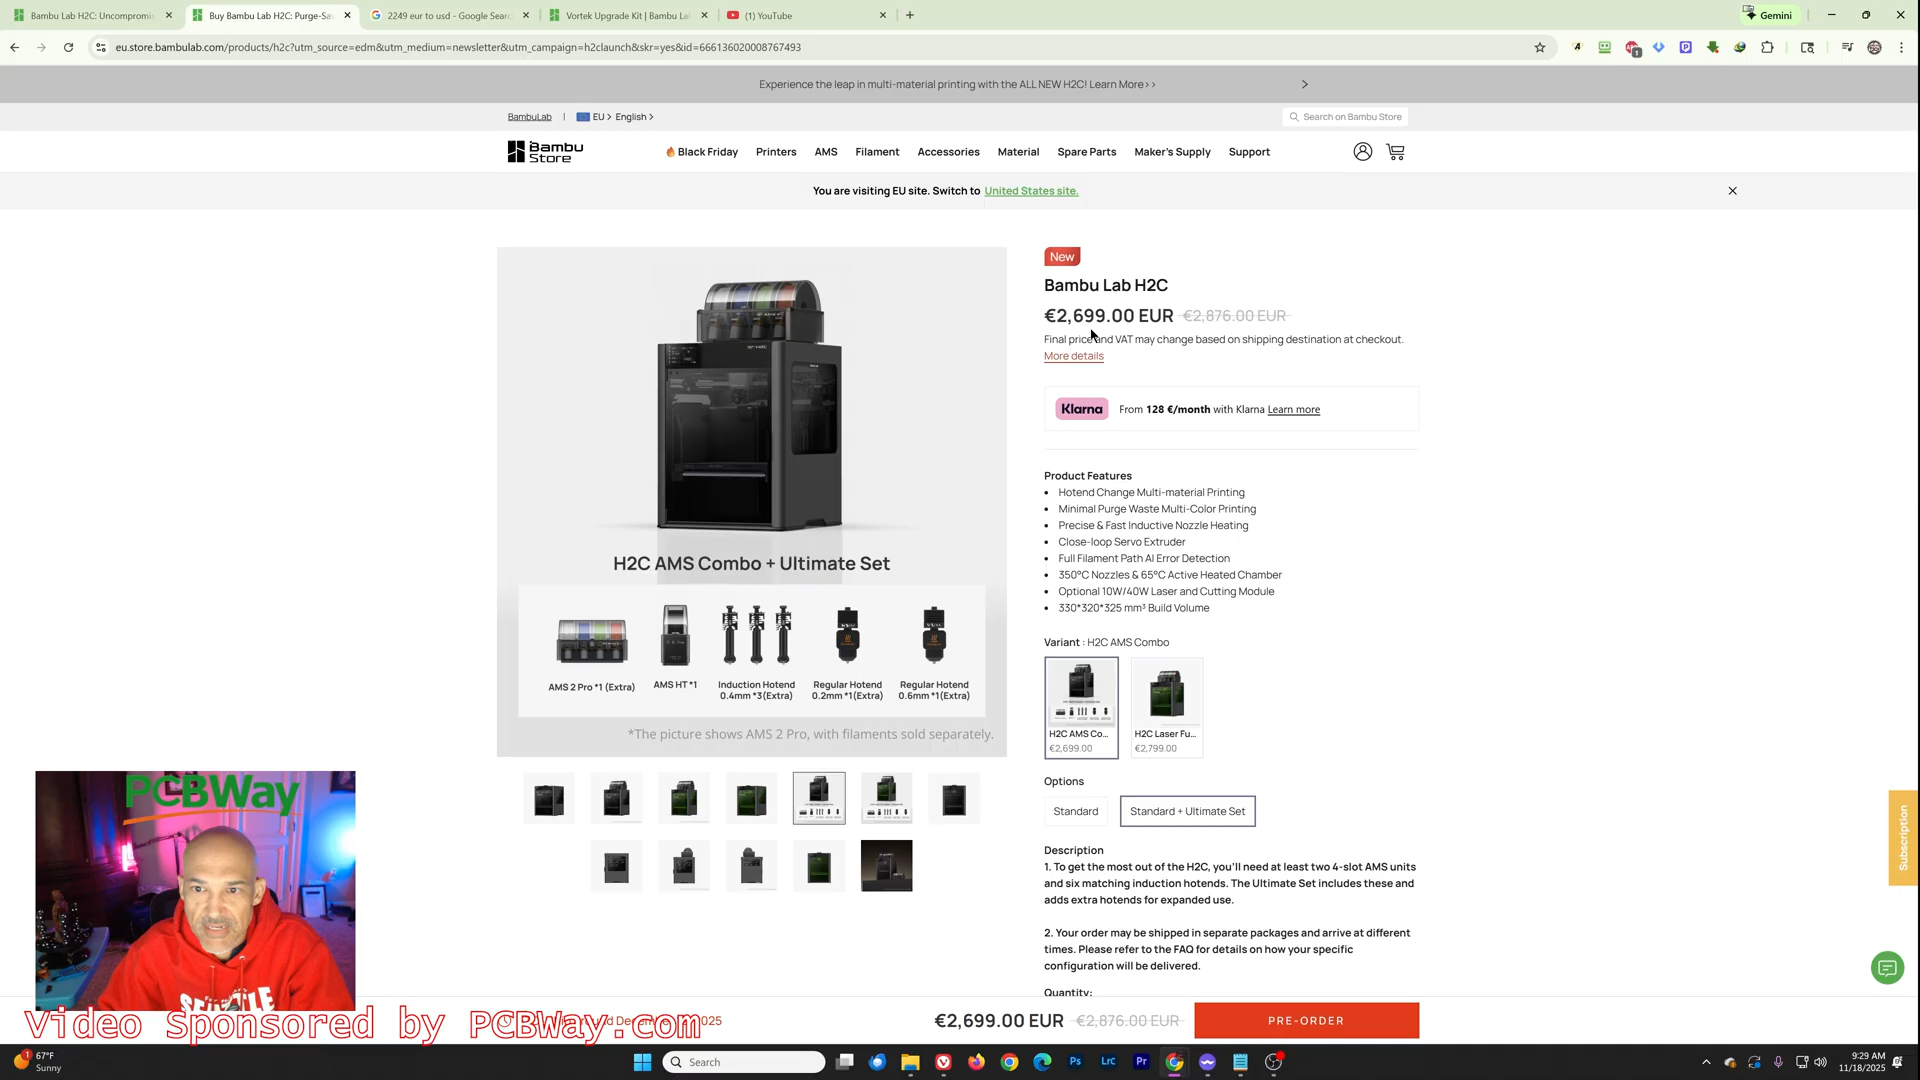 Bambu Lab H2C: Uncompromis
Buy Bambu Lab H2C: Purge-Sa
2249 eur to usd - Google Searc
Vortek Upgrade Kit | Bambu La
(1) YouTube
Gemini
eu.store.bambulab.com/products/h2c?utm_source=edm&utm_medium=newsletter&utm_campaign=h2claunch&skr=yes&id=666136020008767493
Experience the leap in multi-material printing with the ALL NEW H2C! Learn More>>
BambuLab | EU > English >
Search on Bambu Store
Bambu Store
Black Friday Printers AMS Filament Accessories Material Spare Parts Maker's Supply Support
You are visiting EU site. Switch to United States site.
New
Bambu Lab H2C
€2,699.00 EUR €2,876.00 EUR
Final price and VAT may change based on shipping destination at checkout.
More details
Klarna From 128 €/month with Klarna Learn more
Product Features
• Hotend Change Multi-material Printing
• Minimal Purge Waste Multi-Color Printing
• Precise & Fast Inductive Nozzle Heating
• Close-loop Servo Extruder
• Full Filament Path AI Error Detection
• 350°C Nozzles & 65°C Active Heated Chamber
• Optional 10W/40W Laser and Cutting Module
• 330*320*325 mm³ Build Volume
H2C AMS Combo + Ultimate Set
AMS 2 Pro *1 (Extra)
AMS HT *1
Induction Hotend
0.4mm *3(Extra)
Regular Hotend
0.2mm *1(Extra)
Regular Hotend
0.6mm *1(Extra)
*The picture shows AMS 2 Pro, with filaments sold separately.
Variant : H2C AMS Combo
H2C AMS Co...
€2,699.00
H2C Laser Fu...
€2,799.00
Options
Standard
Standard + Ultimate Set
Description
1. To get the most out of the H2C, you'll need at least two 4-slot AMS units
and six matching induction hotends. The Ultimate Set includes these and
adds extra hotends for expanded use.
2. Your order may be shipped in separate packages and arrive at different
times. Please refer to the FAQ for details on how your specific
configuration will be delivered.
Quantity:
Subscription
PCBWay
Video Sponsored by PCBWay.com
2025
€2,699.00 EUR €2,876.00 EUR
PRE-ORDER
67°F
Sunny
Search
Ps
LrC
Pr
9:29 AM
11/18/2025